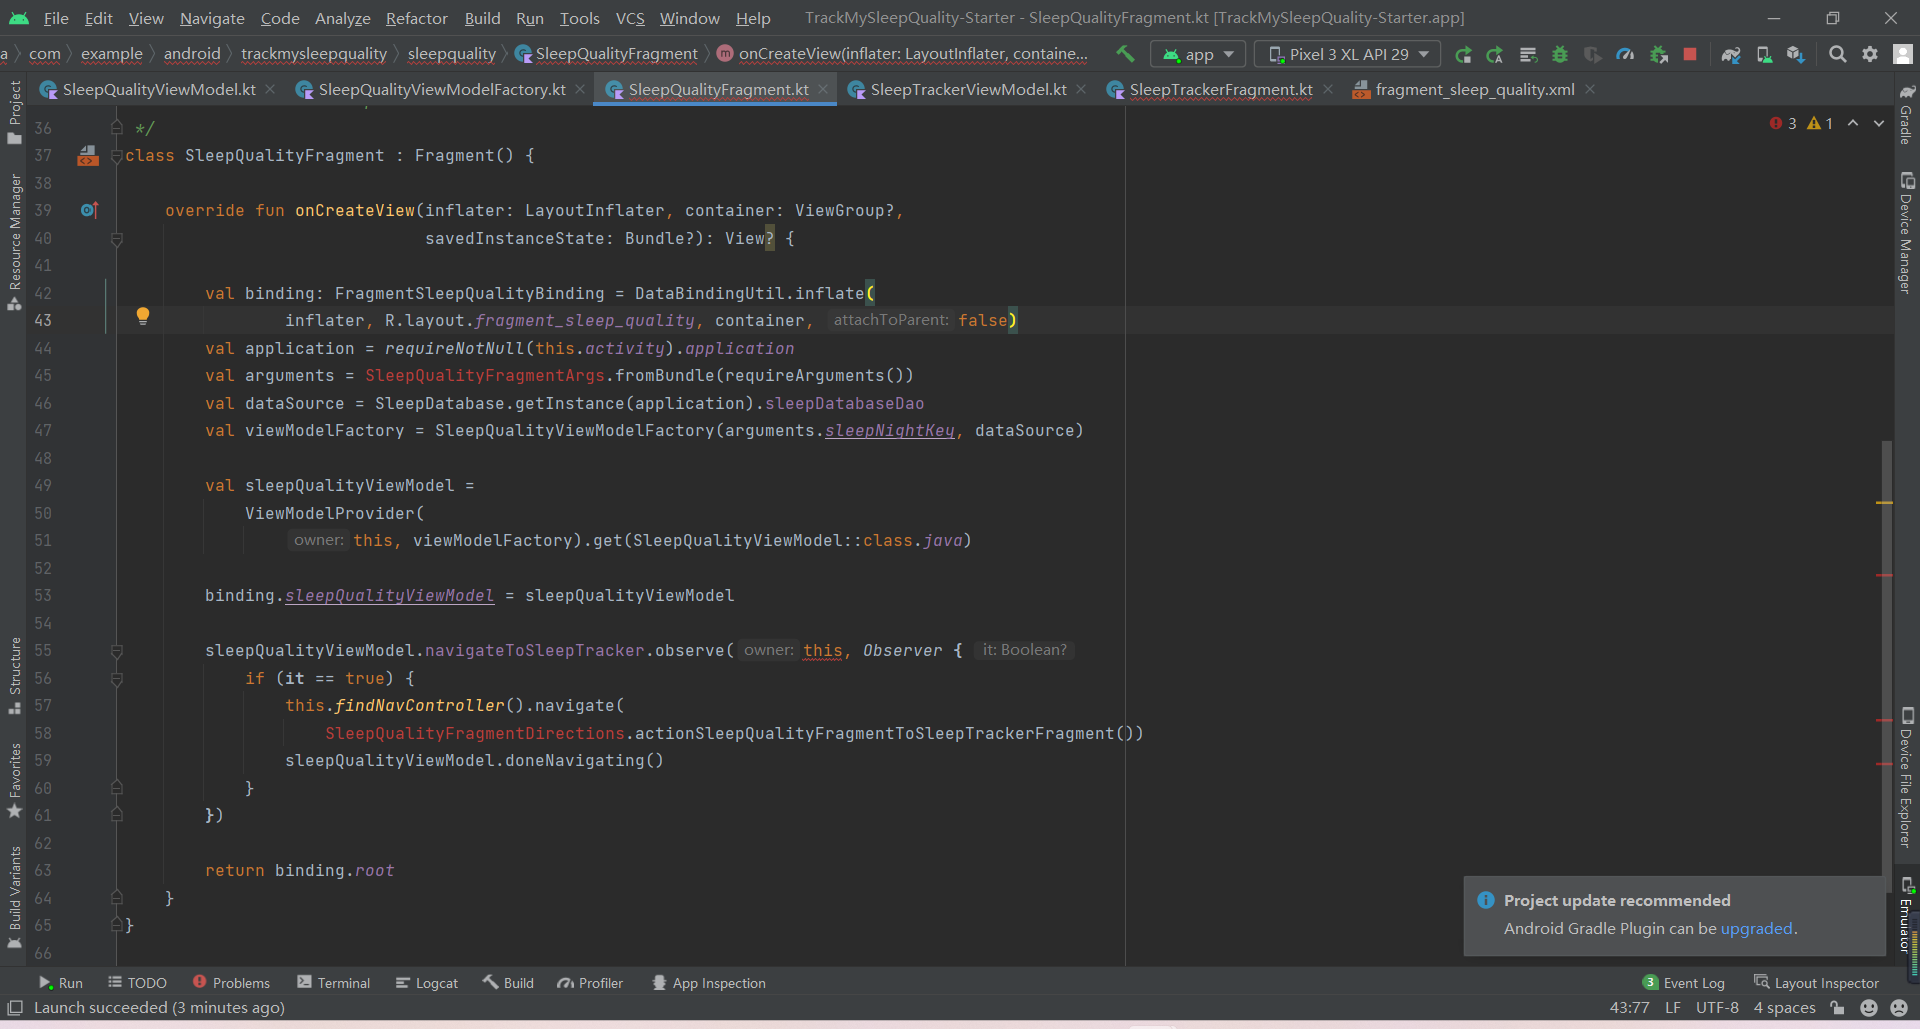 File Edit View Navigate Code Analyze Refactor Build Run Tools VCS Window Help TrackMySleepQuality-Starter - SleepQualityFragment.kt [TrackMySleepQuality-Starter.app]
a com example android trackmysleepquality sleepquality SleepQualityFragment m onCreateView(inflater: LayoutInflater, containe... app Pixel 3 XL API 29
SleepQualityViewModel.kt SleepQualityViewModelFactory.kt SleepQualityFragment.kt SleepTrackerViewModel.kt SleepTrackerFragment.kt fragment_sleep_quality.xml
3 1
36 */
37 class SleepQualityFragment : Fragment() {
38
39 override fun onCreateView(inflater: LayoutInflater, container: ViewGroup?,
40 savedInstanceState: Bundle?): View? {
41
42 val binding: FragmentSleepQualityBinding = DataBindingUtil.inflate(
43 inflater, R.layout.fragment_sleep_quality, container, attachToParent: false)
44 val application = requireNotNull(this.activity).application
45 val arguments = SleepQualityFragmentArgs.fromBundle(requireArguments())
46 val dataSource = SleepDatabase.getInstance(application).sleepDatabaseDao
47 val viewModelFactory = SleepQualityViewModelFactory(arguments.sleepNightKey, dataSource)
48
49 val sleepQualityViewModel =
50 ViewModelProvider(
51 owner: this, viewModelFactory).get(SleepQualityViewModel::class.java)
52
53 binding.sleepQualityViewModel = sleepQualityViewModel
54
55 sleepQualityViewModel.navigateToSleepTracker.observe( owner: this, Observer { it: Boolean?
56 if (it == true) {
57 this.findNavController().navigate(
58 SleepQualityFragmentDirections.actionSleepQualityFragmentToSleepTrackerFragment())
59 sleepQualityViewModel.doneNavigating()
60 }
61 })
62
63 return binding.root
64 }
65 }
66
Project
Resource Manager
Structure
Favorites
Build Variants
Gradle
Device Manager
Device File Explorer
Emulator
Project update recommended
Android Gradle Plugin can be upgraded.
Run TODO Problems Terminal Logcat Build Profiler App Inspection 3 Event Log Layout Inspector
Launch succeeded (3 minutes ago) 43:77 LF UTF-8 4 spaces